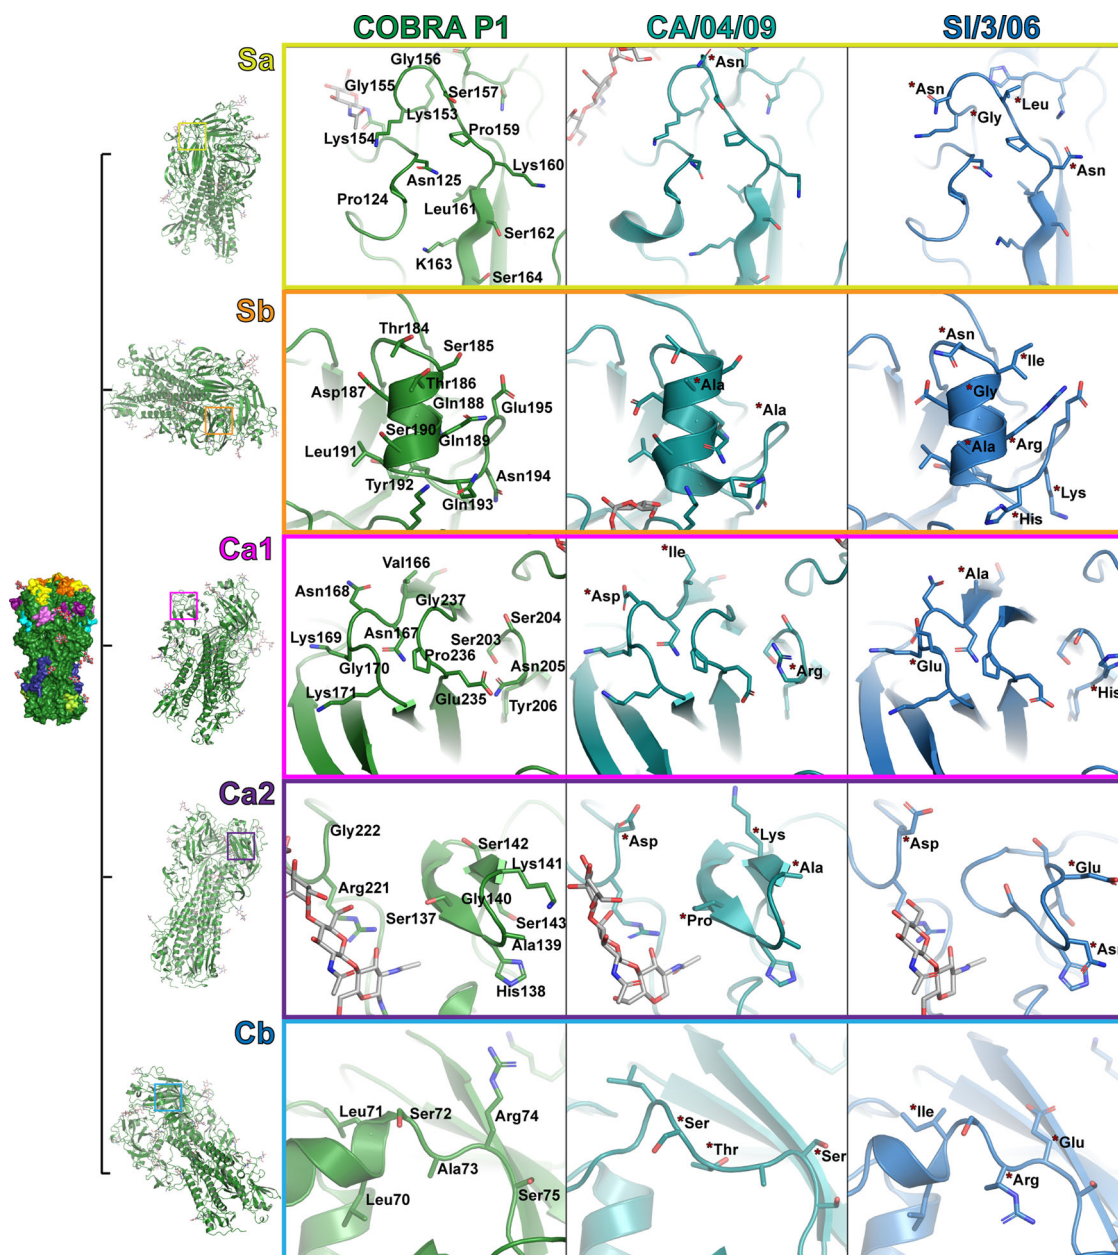 COBRA P1
CA/04/09
SI/3/06
Sa
Gly156
Gly155
Ser157
Lys153
Lys154
Pro159
Lys160
Asn125
Pro124
Leu161
Ser162
K163
Ser164
*Asn
*Asn
*Leu
*Gly
*Asn
Sb
Thr184
Ser185
Asp187
Thr186
Gln188
Glu195
Ser190
Gln189
Leu191
Tyr192
Asn194
Gln193
*Ala
*Ala
*Asn
*Ile
*Gly
*Ala
*Arg
*Lys
*His
Ca1
Val166
Asn168
Gly237
Ser204
Lys169
Asn167
Ser203
Pro236
Gly170
Asn205
Lys171
Glu235
Tyr206
*Ile
*Asp
*Arg
*Ala
*Glu
*His
Ca2
Gly222
Ser142
Lys141
Arg221
Gly140
Ser137
Ser143
Ala139
His138
*Asp
*Lys
*Ala
*Pro
*Asp
*Glu
Cb
Leu71
Ser72
Arg74
Ala73
Ser75
Leu70
*Ser
*Thr
*Ser
*Ile
*Glu
*Arg